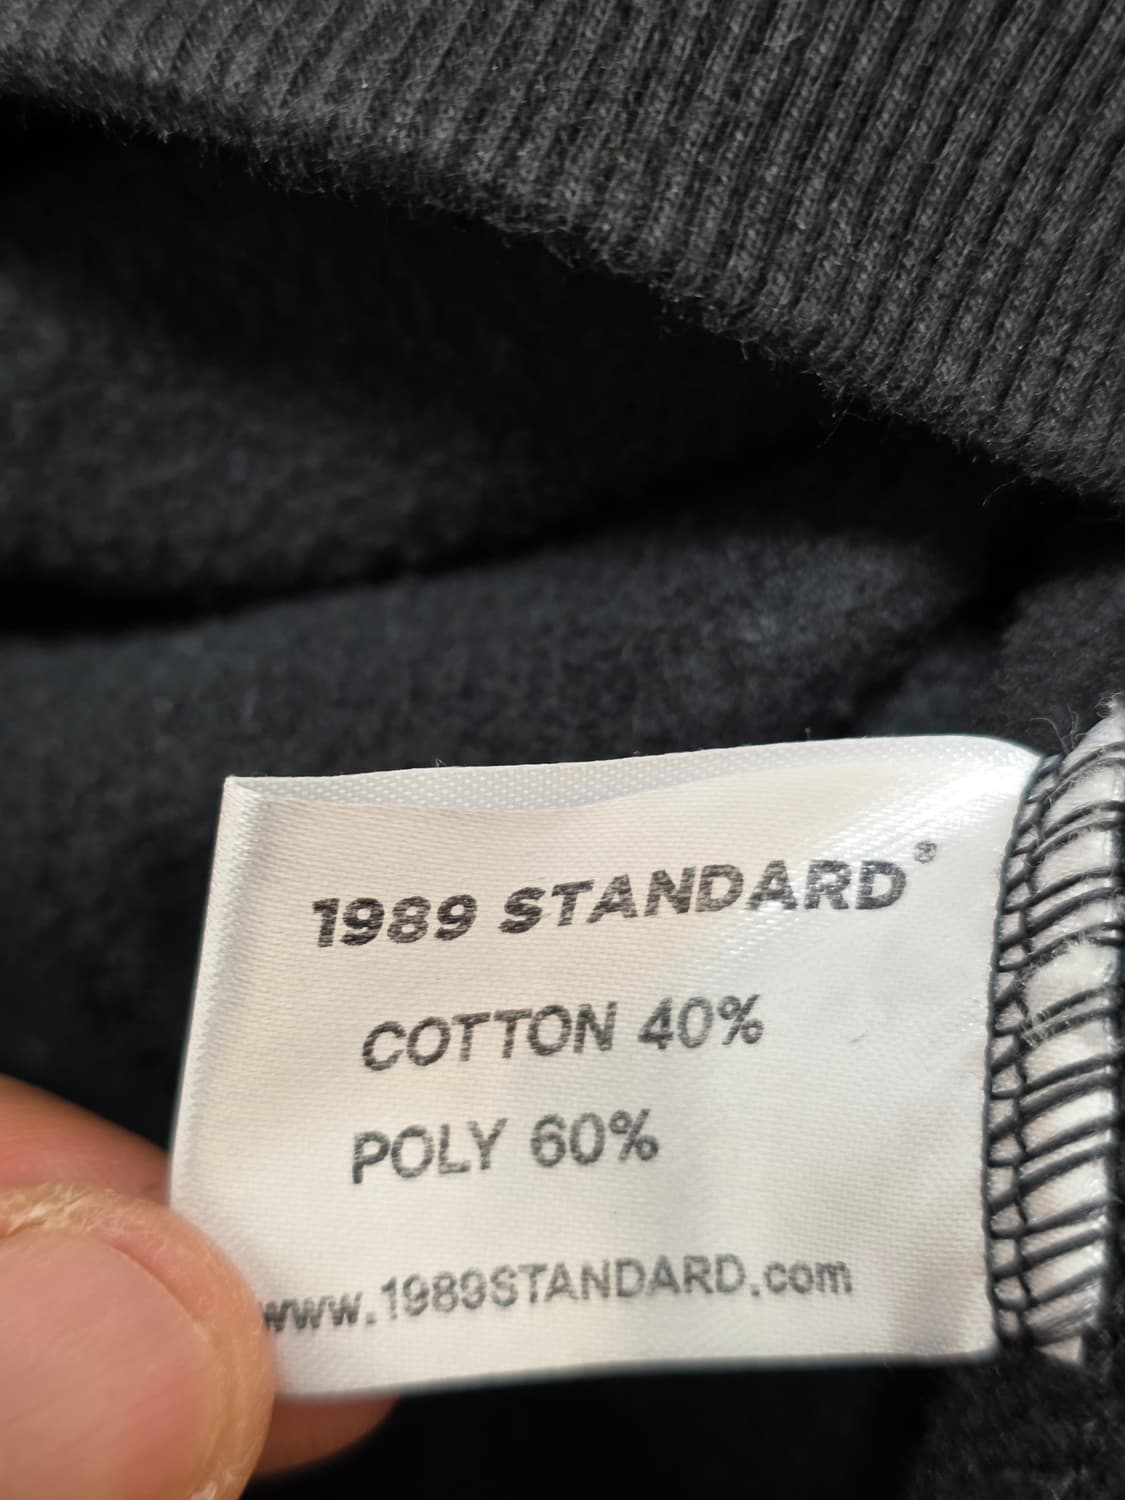 1989 STANDARD®
COTTON 40%
POLY 60%
www.1989STANDARD.com